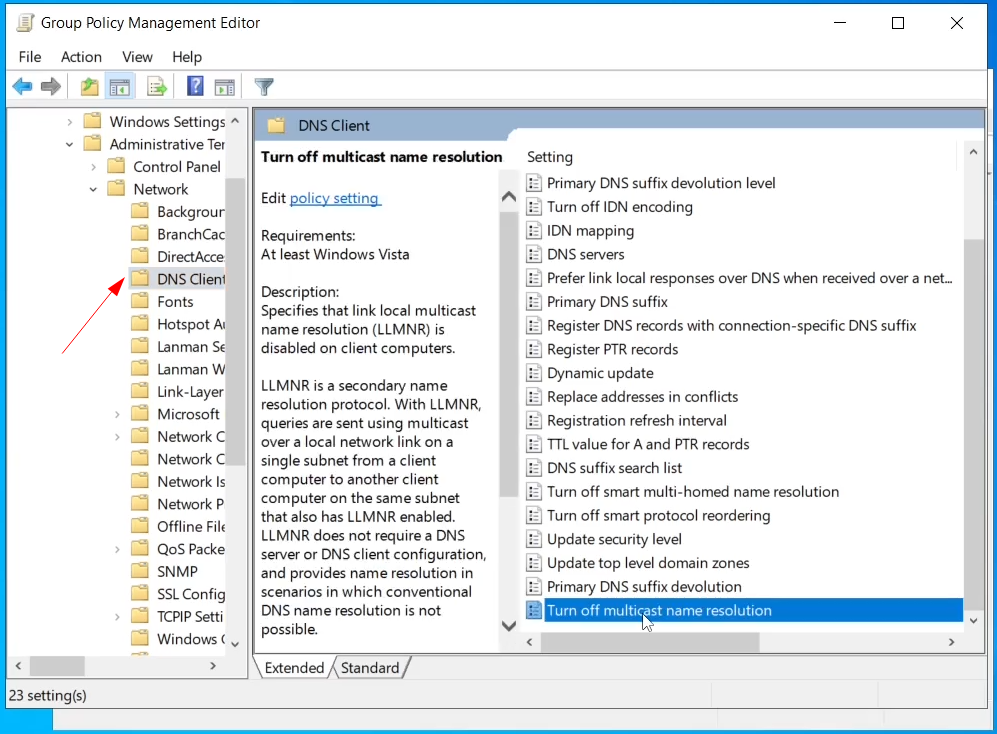 Group Policy Management Editor
File Action View Help
Windows Settings
Administrative Ter
Control Panel
Network
Backgroun
BranchCac
DirectAcce
DNS Client
Fonts
Hotspot Au
Lanman Se
Lanman W
Link-Layer
Microsoft
Network C
Network C
Network Is
Network P
Offline File
QoS Packe
SNMP
SSL Config
TCPIP Setti
Windows C
DNS Client
Turn off multicast name resolution
Edit policy setting
Requirements:
At least Windows Vista
Description:
Specifies that link local multicast
name resolution (LLMNR) is
disabled on client computers.
LLMNR is a secondary name
resolution protocol. With LLMNR,
queries are sent using multicast
over a local network link on a
single subnet from a client
computer to another client
computer on the same subnet
that also has LLMNR enabled.
LLMNR does not require a DNS
server or DNS client configuration,
and provides name resolution in
scenarios in which conventional
DNS name resolution is not
possible.
Setting
Primary DNS suffix devolution level
Turn off IDN encoding
IDN mapping
DNS servers
Prefer link local responses over DNS when received over a net...
Primary DNS suffix
Register DNS records with connection-specific DNS suffix
Register PTR records
Dynamic update
Replace addresses in conflicts
Registration refresh interval
TTL value for A and PTR records
DNS suffix search list
Turn off smart multi-homed name resolution
Turn off smart protocol reordering
Update security level
Update top level domain zones
Primary DNS suffix devolution
Turn off multicast name resolution
Extended Standard
23 setting(s)